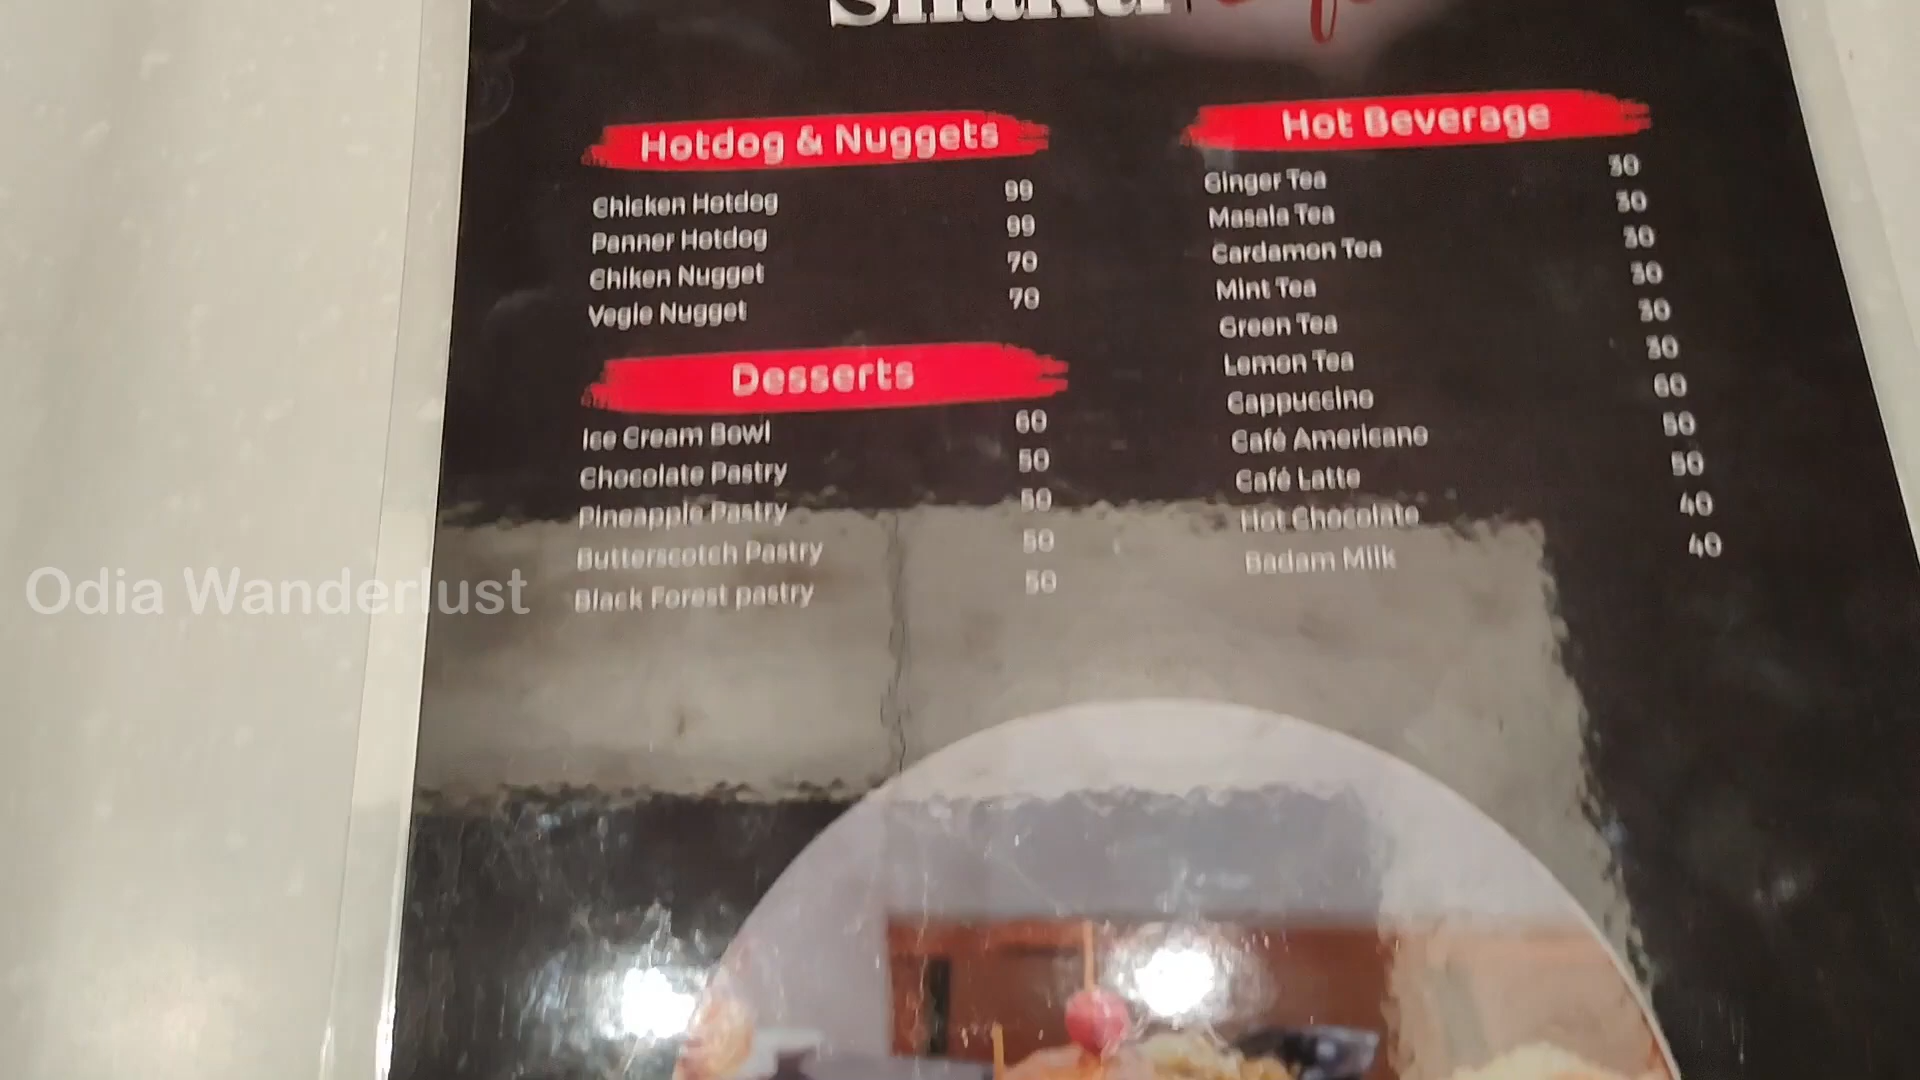 Shakti
Hotdog & Nuggets
Chicken Hotdog 99
Panner Hotdog 99
Chiken Nugget 70
Vegie Nugget 70
Desserts
Ice Cream Bowl 60
Chocolate Pastry 50
Pineapple Pastry 50
Butterscotch Pastry 50
Black Forest pastry 50
Hot Beverage
Ginger Tea 30
Masala Tea 30
Cardamon Tea 30
Mint Tea 30
Green Tea 30
Lemon Tea 30
Cappuccino 60
Café Americano 50
Café Latte 50
Hot Chocolate 40
Badam Milk 40
Odia Wanderlust